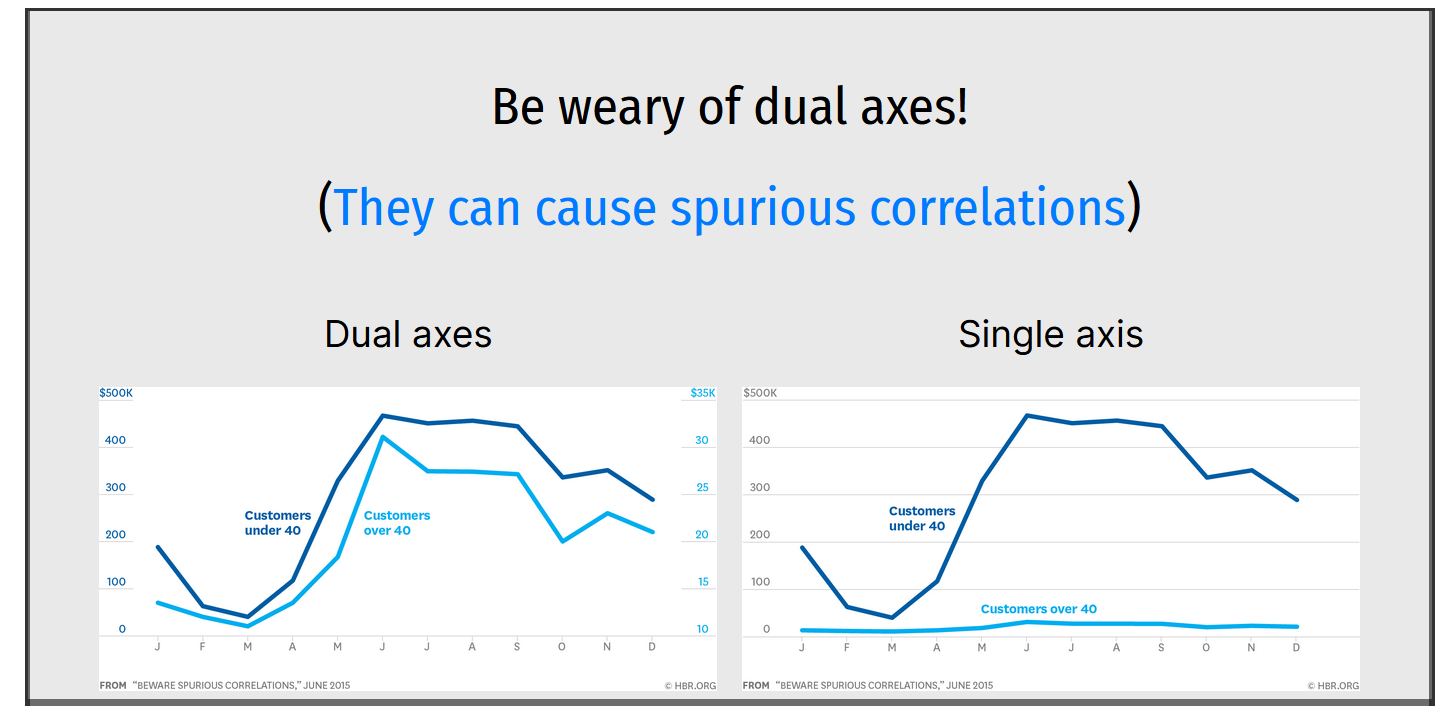 Be weary of dual axes!
(They can cause spurious correlations)
Dual axes
$500K
400
300
200
100
0
$35K
30
25
20
15
10
Customers
under 40
Customers
over 40
J F M A M J J A S O N D
FROM "BEWARE SPURIOUS CORRELATIONS," JUNE 2015
© HBR.ORG
Single axis
$500K
400
300
200
100
0
Customers
under 40
Customers over 40
J F M A M J J A S O N D
FROM "BEWARE SPURIOUS CORRELATIONS," JUNE 2015
© HBR.ORG